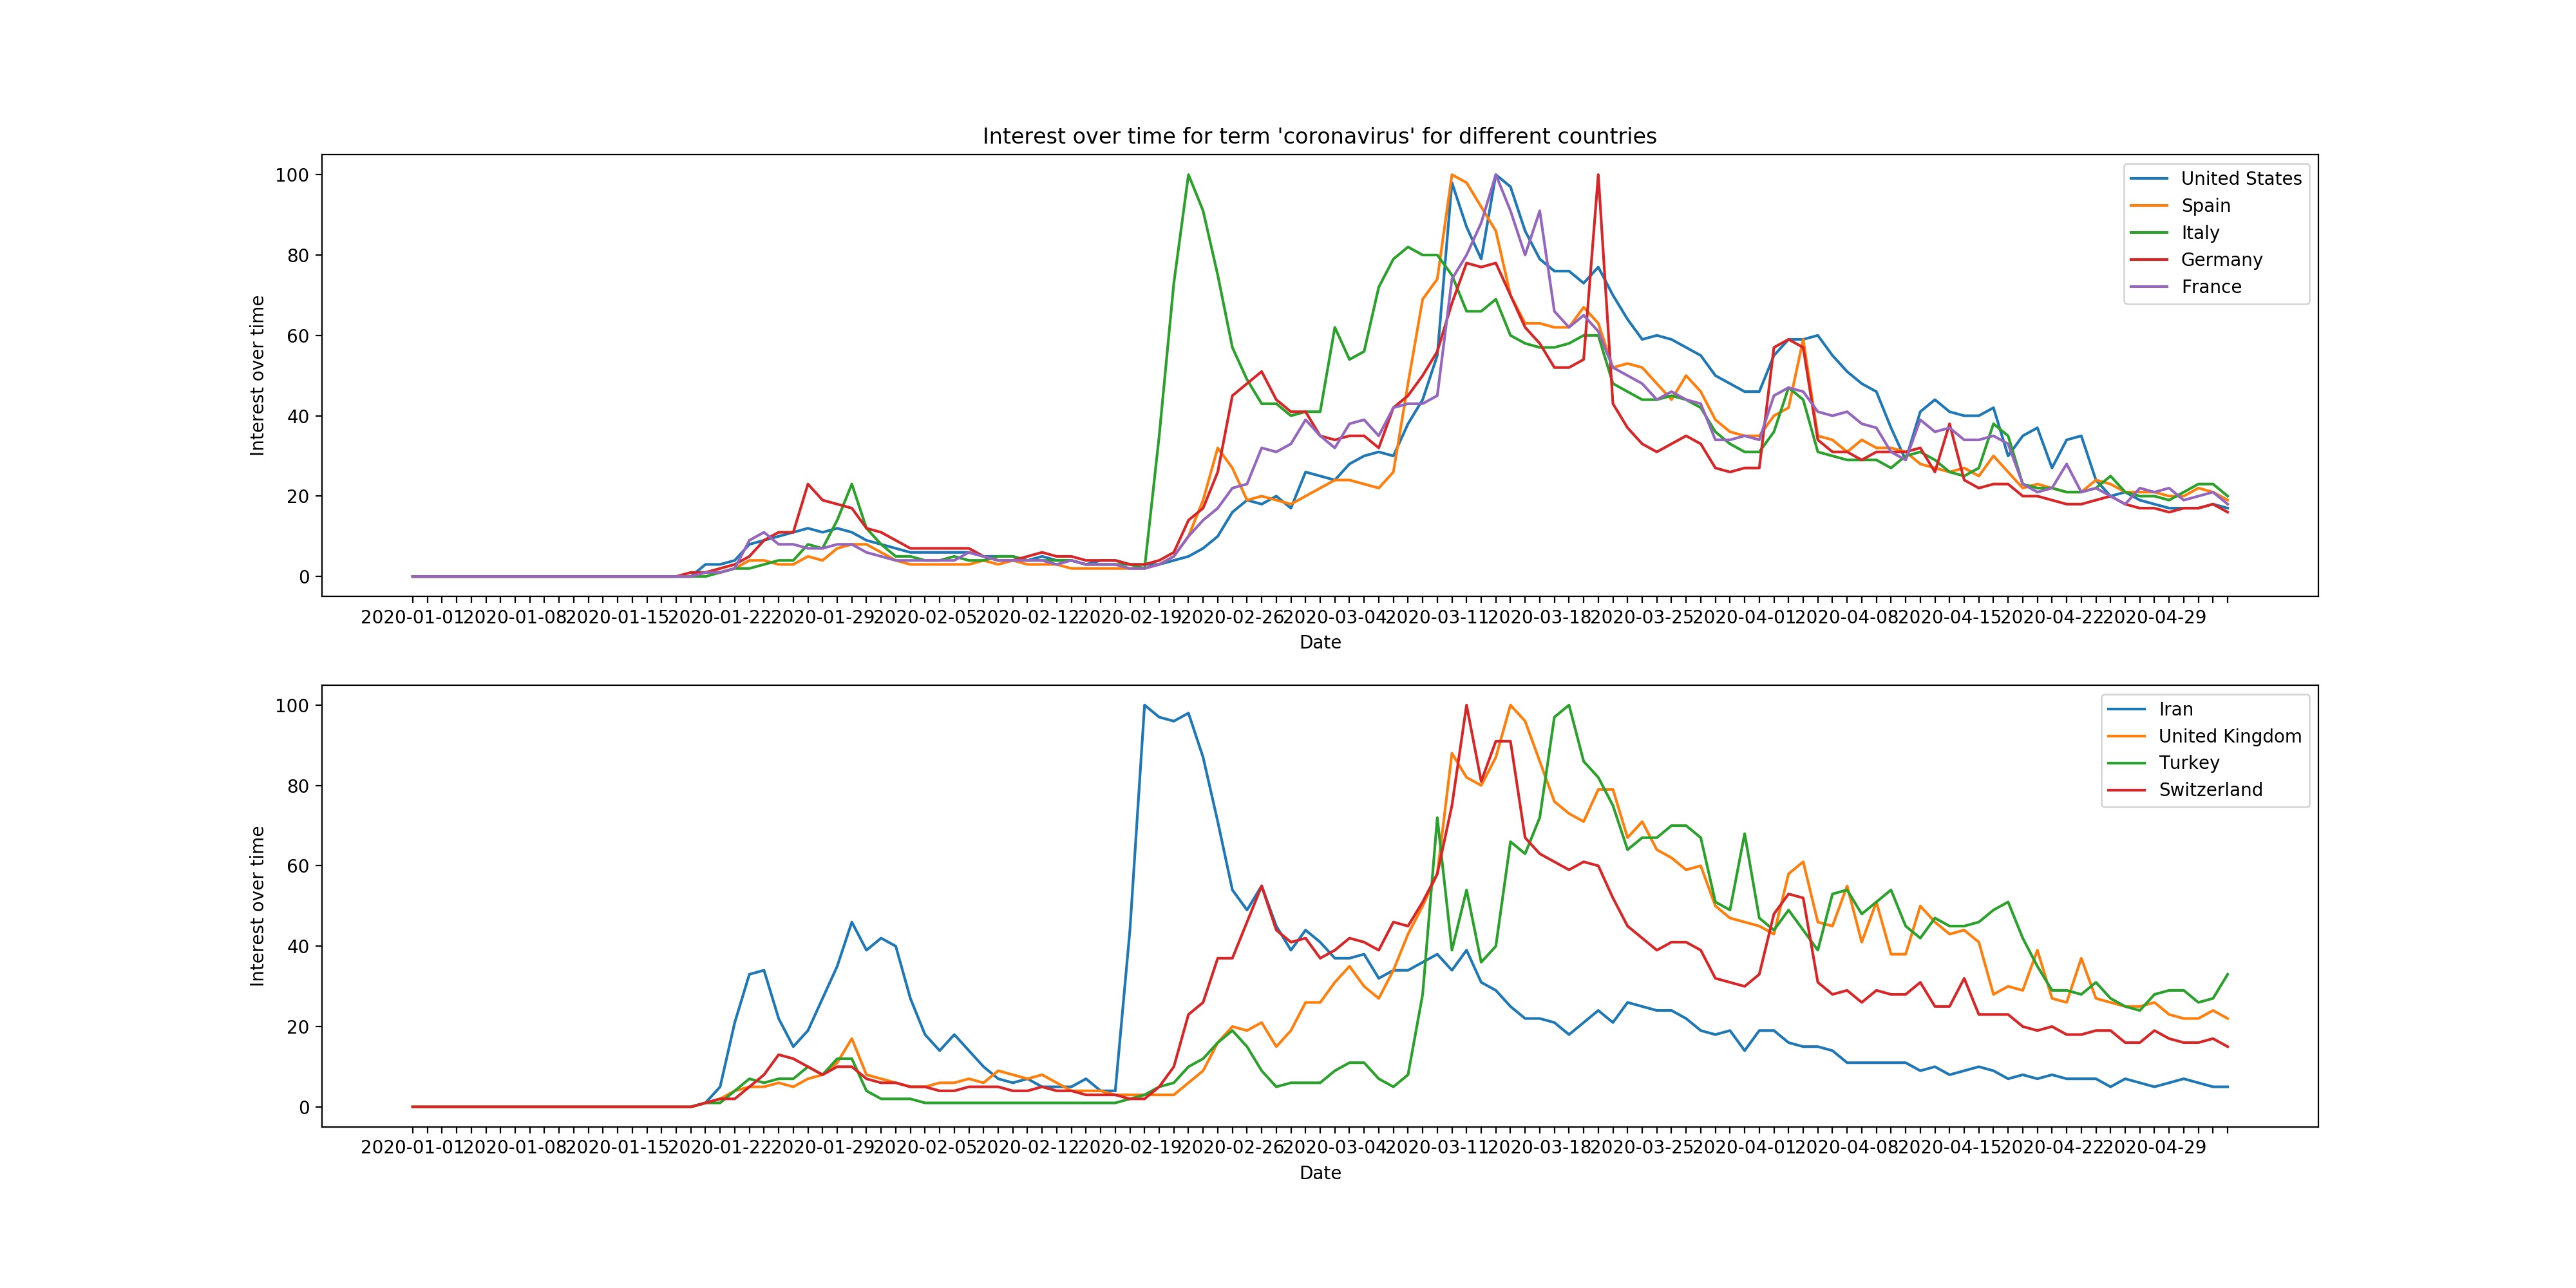 Interest over time for term 'coronavirus' for different countries
100
80
60
40
20
0
Interest over time
United States
Spain
Italy
Germany
France
2020-01-01 2020-01-08 2020-01-15 2020-01-22 2020-01-29 2020-02-05 2020-02-12 2020-02-19 2020-02-26 2020-03-04 2020-03-11 2020-03-18 2020-03-25 2020-04-01 2020-04-08 2020-04-15 2020-04-22 2020-04-29
Date
100
80
60
40
20
0
Interest over time
Iran
United Kingdom
Turkey
Switzerland
2020-01-01 2020-01-08 2020-01-15 2020-01-22 2020-01-29 2020-02-05 2020-02-12 2020-02-19 2020-02-26 2020-03-04 2020-03-11 2020-03-18 2020-03-25 2020-04-01 2020-04-08 2020-04-15 2020-04-22 2020-04-29
Date